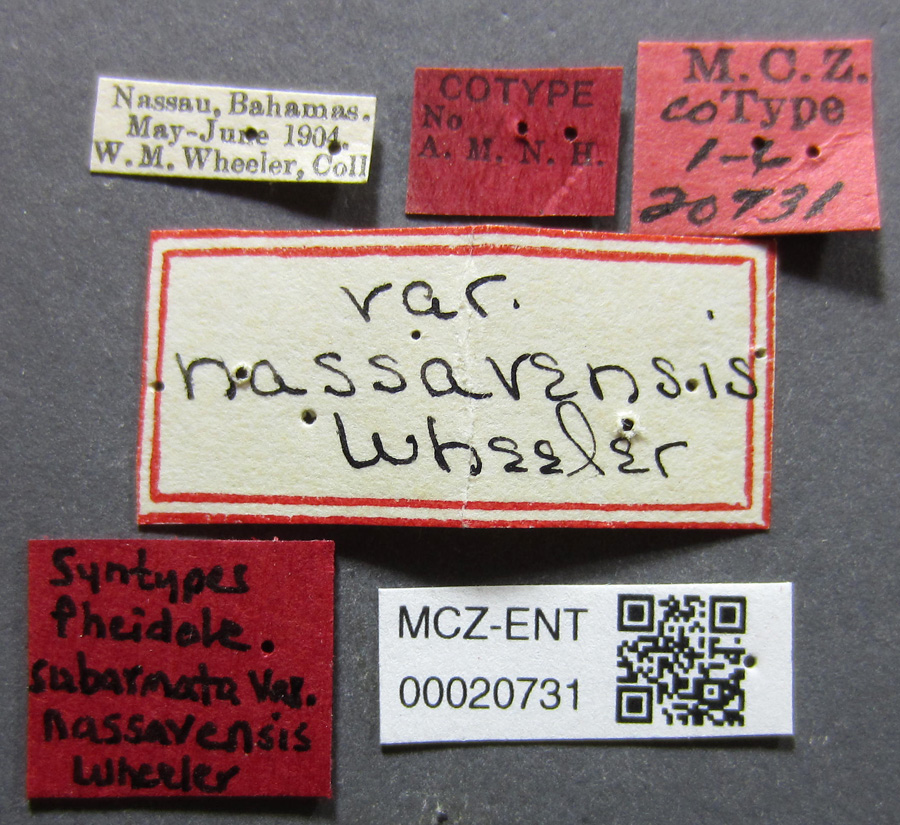 Nassau, Bahamas.
May-June 1904.
W. M. Wheeler, Coll
COTYPE
No
A. M. N. H.
M. C. Z.
coType
1-2
20731
var.
nassavensis
Wheeler
Syntypes
Pheidole.
subarmata var.
nassavensis
Wheeler
MCZ-ENT
00020731